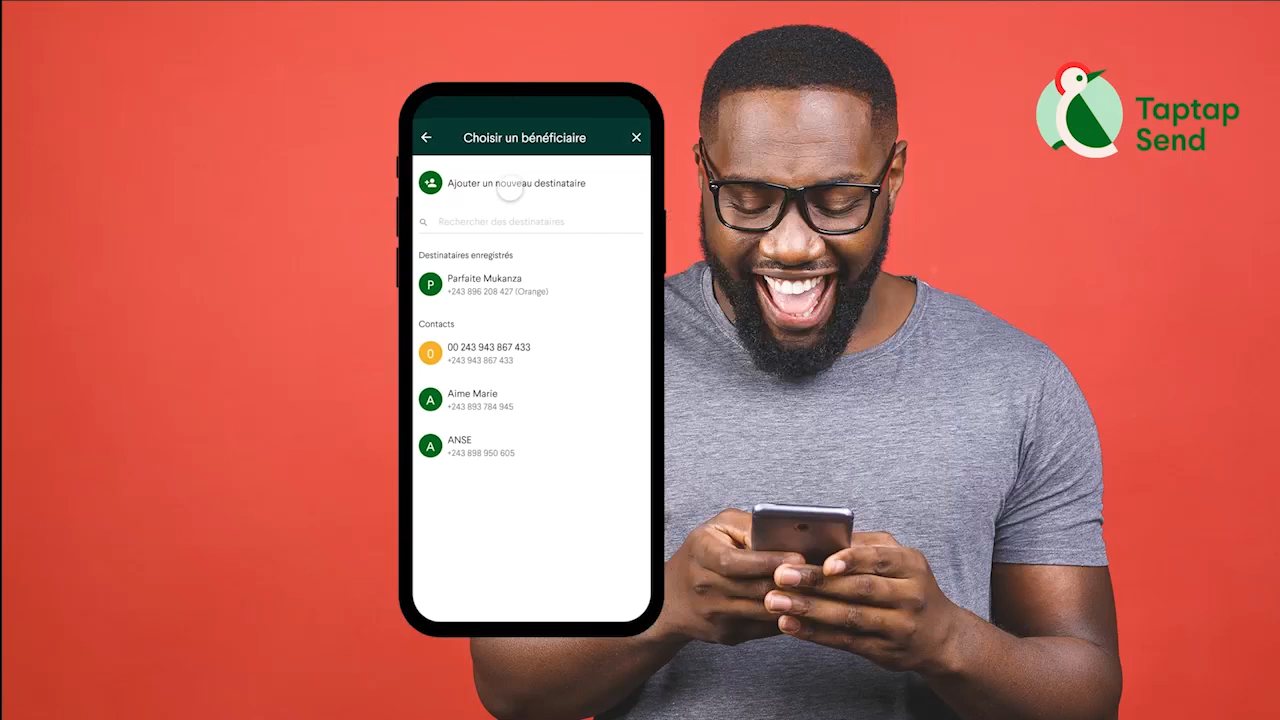 Choisir un bénéficiaire
Ajouter un nouveau destinataire
Rechercher des destinataires
Destinataires enregistrés
P
Parfaite Mukanza
+243 896 208 427 (Orange)
Contacts
0
00 243 943 867 433
+243 943 867 433
A
Aime Marie
+243 893 784 945
A
ANSE
+243 898 950 605
Taptap
Send